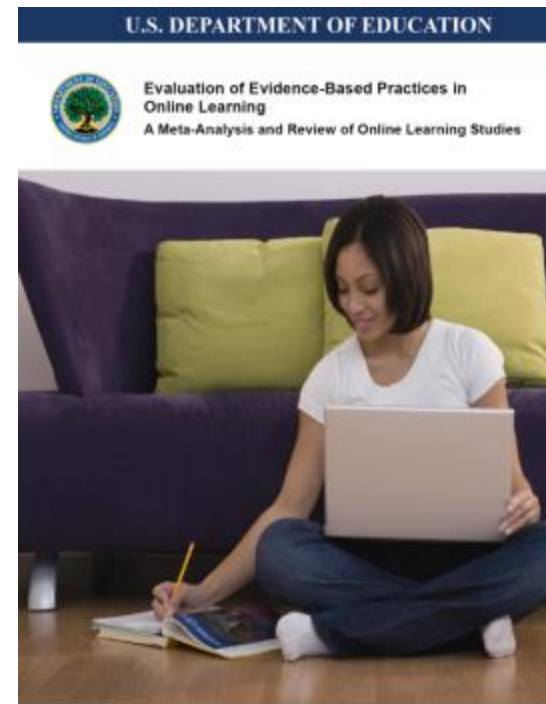 U.S. DEPARTMENT OF EDUCATION
Evaluation of Evidence-Based Practices in
Online Learning
A Meta-Analysis and Review of Online Learning Studies